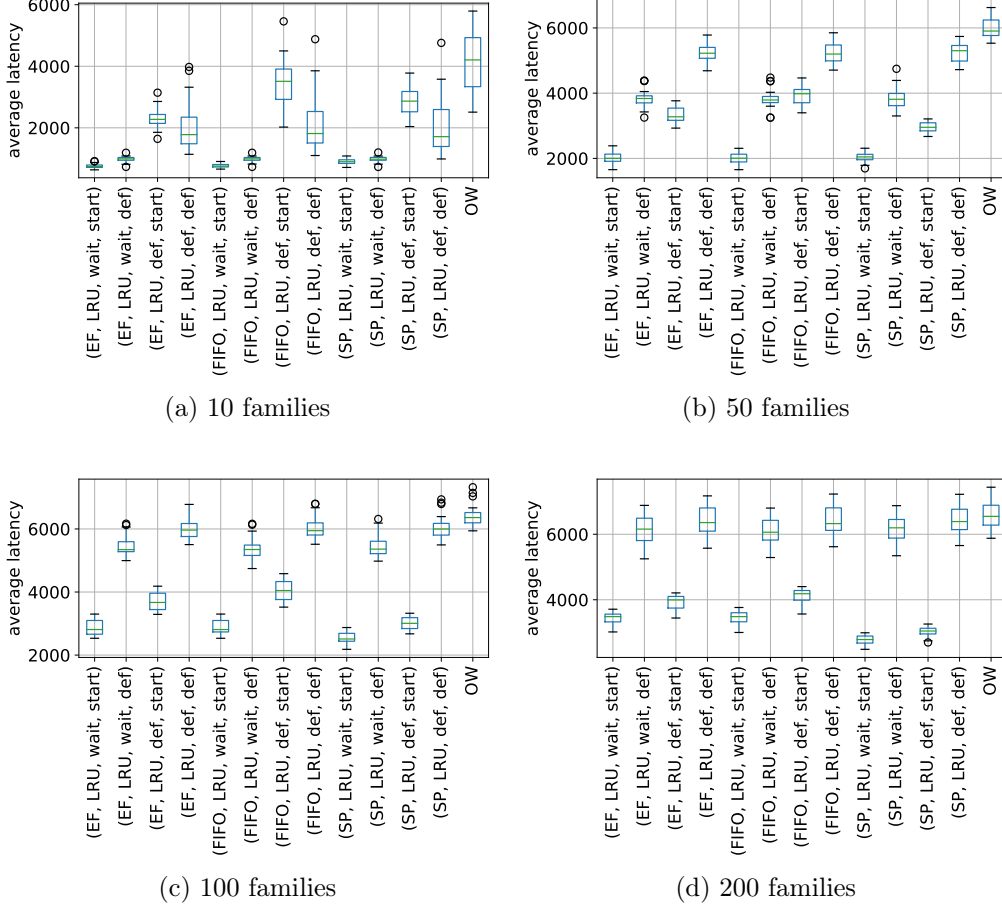 6000
4000
2000
average latency
(EF, LRU, wait, start)
(EF, LRU, wait, def)
(EF, LRU, def, start)
(EF, LRU, def, def)
(FIFO, LRU, wait, start)
(FIFO, LRU, wait, def)
(FIFO, LRU, def, start)
(FIFO, LRU, def, def)
(SP, LRU, wait, start)
(SP, LRU, wait, def)
(SP, LRU, def, start)
(SP, LRU, def, def)
OW
(a) 10 families
6000
4000
2000
average latency
(EF, LRU, wait, start)
(EF, LRU, wait, def)
(EF, LRU, def, start)
(EF, LRU, def, def)
(FIFO, LRU, wait, start)
(FIFO, LRU, wait, def)
(FIFO, LRU, def, start)
(FIFO, LRU, def, def)
(SP, LRU, wait, start)
(SP, LRU, wait, def)
(SP, LRU, def, start)
(SP, LRU, def, def)
OW
(b) 50 families
6000
4000
2000
average latency
(EF, LRU, wait, start)
(EF, LRU, wait, def)
(EF, LRU, def, start)
(EF, LRU, def, def)
(FIFO, LRU, wait, start)
(FIFO, LRU, wait, def)
(FIFO, LRU, def, start)
(FIFO, LRU, def, def)
(SP, LRU, wait, start)
(SP, LRU, wait, def)
(SP, LRU, def, start)
(SP, LRU, def, def)
OW
(c) 100 families
6000
4000
average latency
(EF, LRU, wait, start)
(EF, LRU, wait, def)
(EF, LRU, def, start)
(EF, LRU, def, def)
(FIFO, LRU, wait, start)
(FIFO, LRU, wait, def)
(FIFO, LRU, def, start)
(FIFO, LRU, def, def)
(SP, LRU, wait, start)
(SP, LRU, wait, def)
(SP, LRU, def, start)
(SP, LRU, def, def)
OW
(d) 200 families